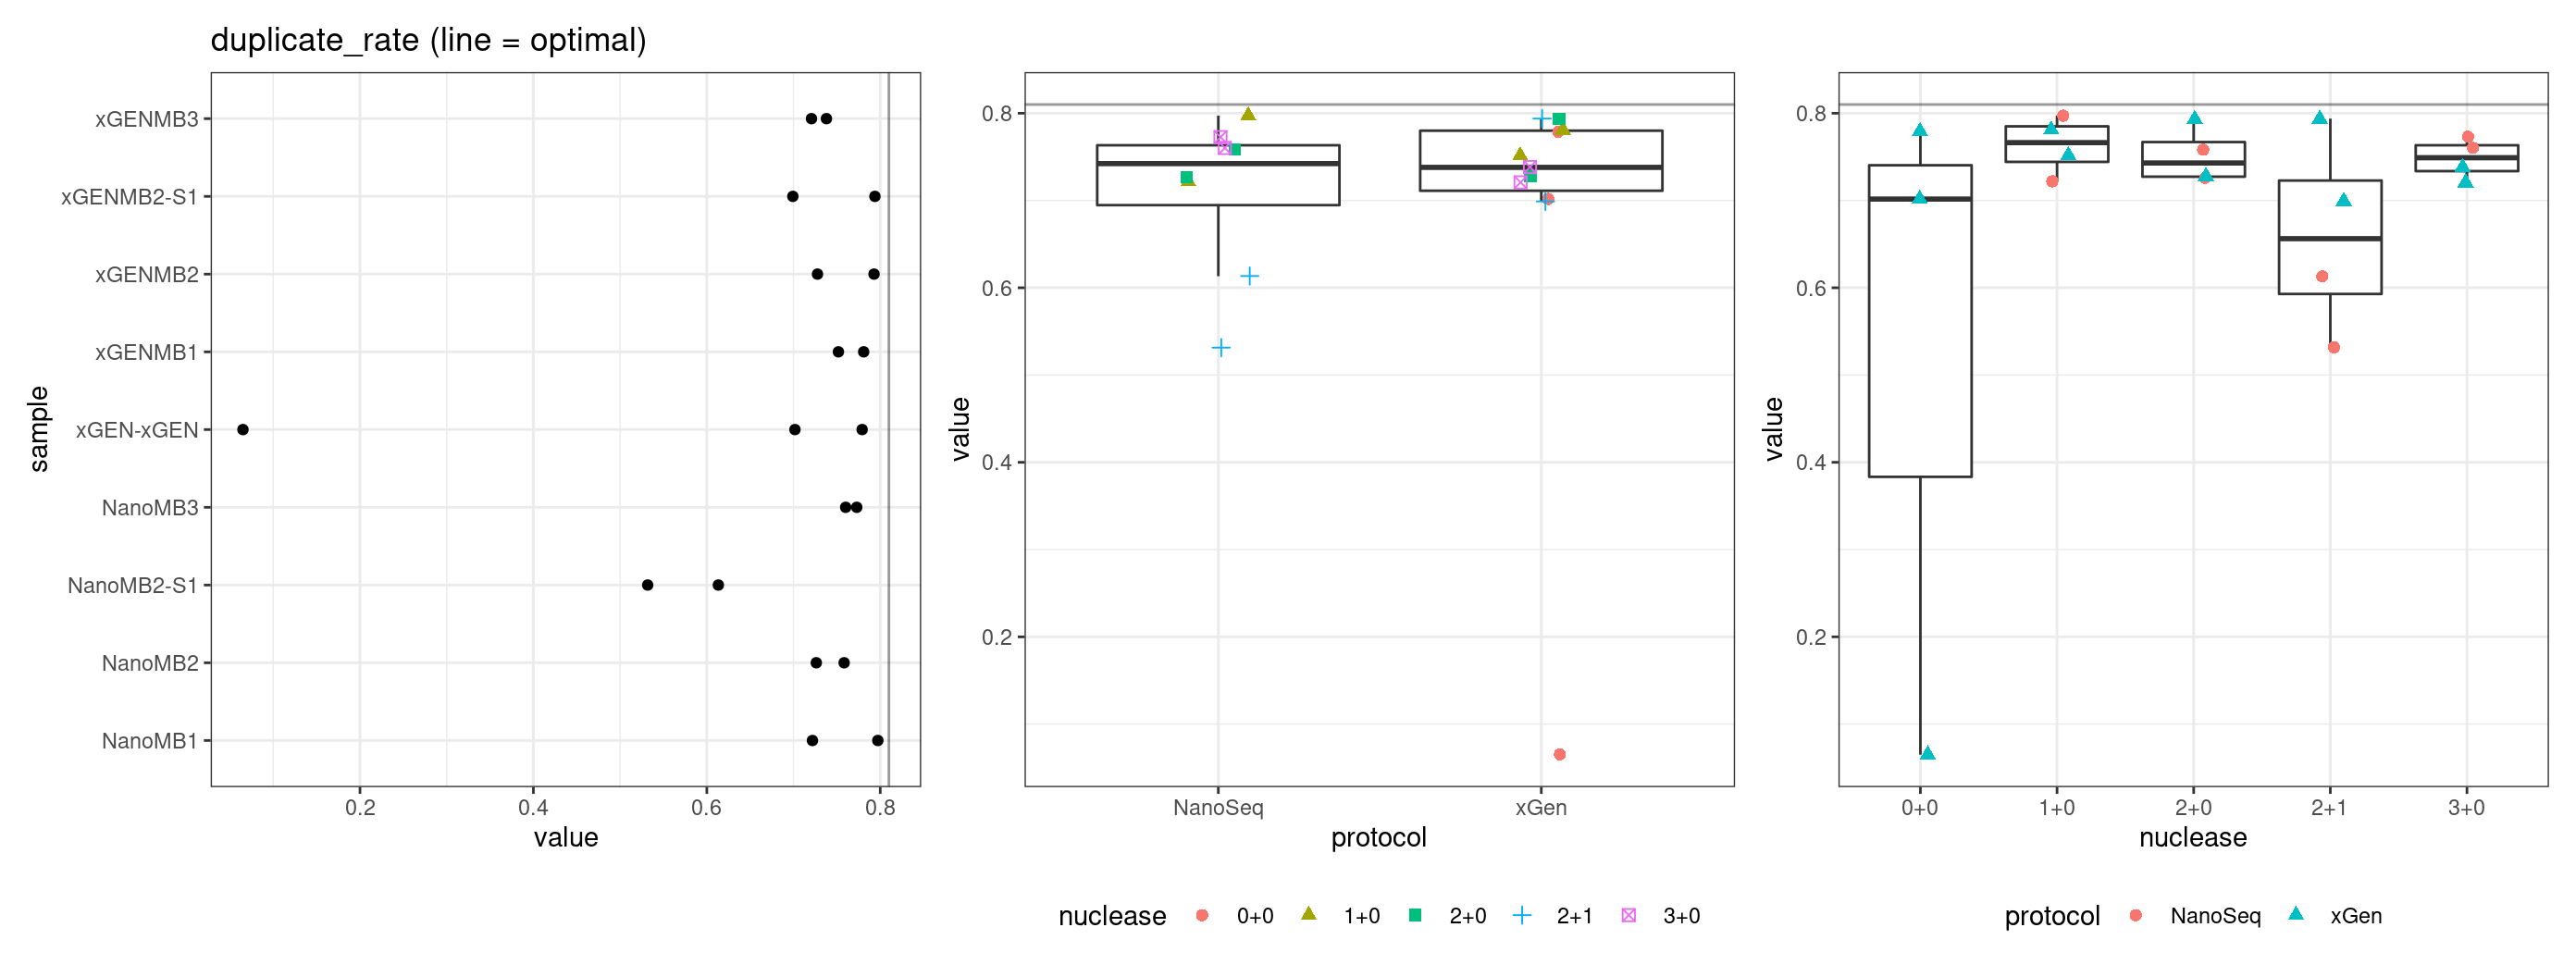 duplicate_rate (line = optimal)
sample
xGENMB3
xGENMB2-S1
xGENMB2
xGENMB1
xGEN-xGEN
NanoMB3
NanoMB2-S1
NanoMB2
NanoMB1
0.2 0.4 0.6 0.8
value
value
0.8
0.6
0.4
0.2
NanoSeq xGen
protocol
nuclease 0+0 1+0 2+0 2+1 3+0
value
0.8
0.6
0.4
0.2
0+0 1+0 2+0 2+1 3+0
nuclease
protocol NanoSeq xGen